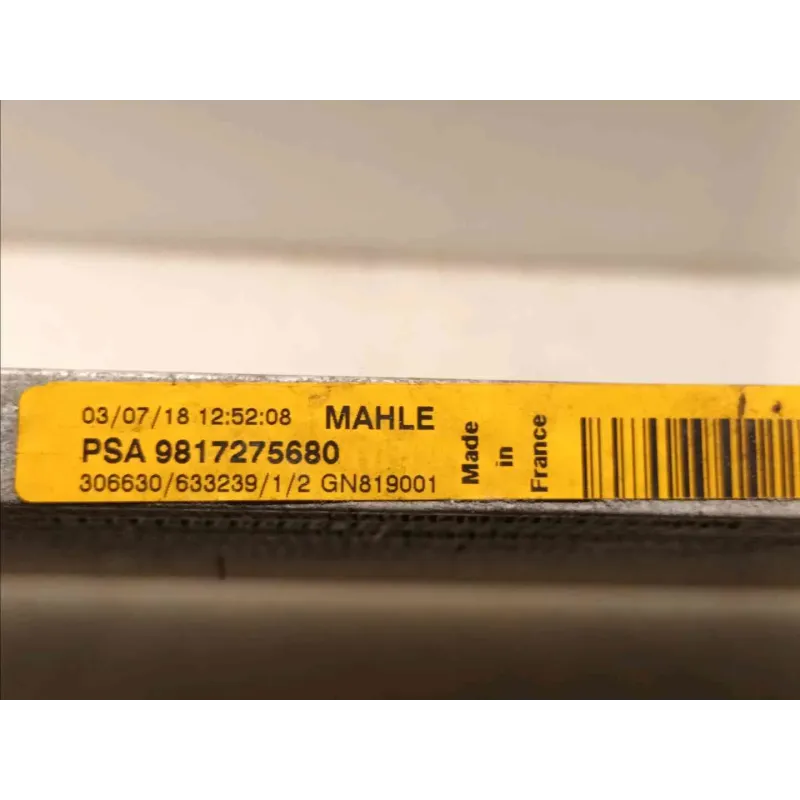 03/07/18 12:52:08 MAHLE
PSA 9817275680
306630/633239/1/2 GN819001
Made
in
France